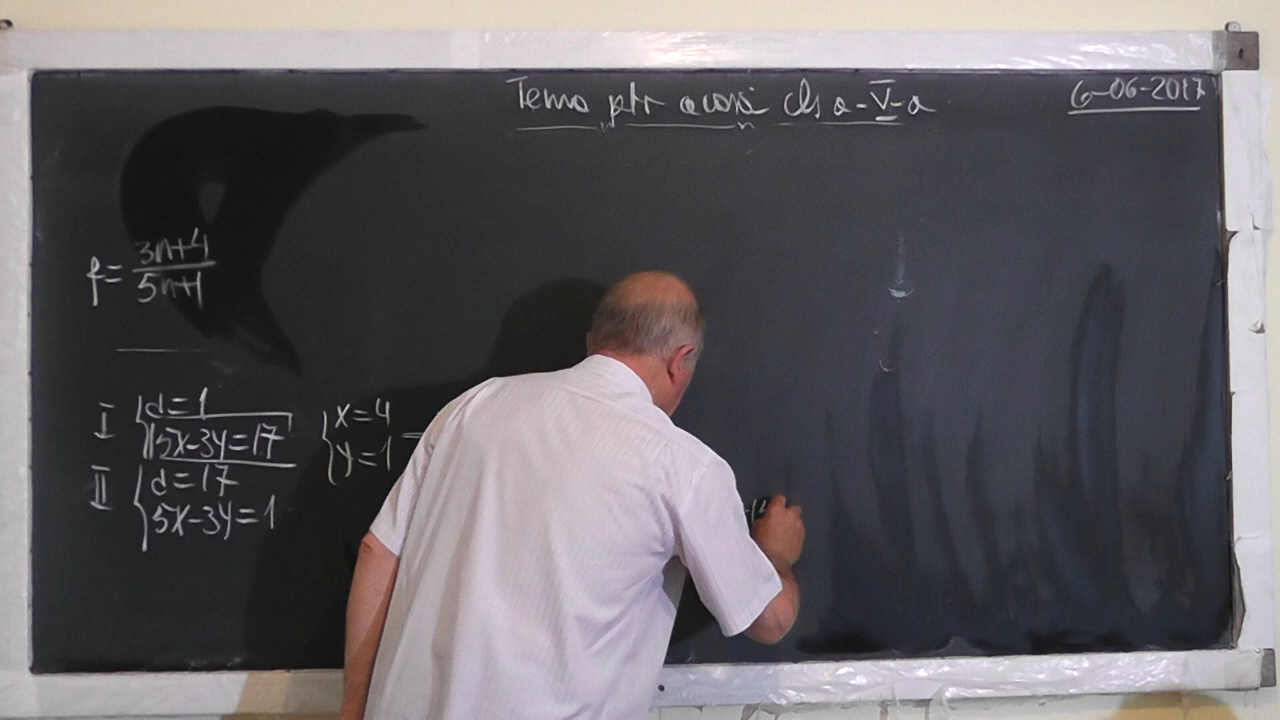 Tema ptr acasă cls a-V-a
6-06-2017
f = 3n+4 / 5n+1
I { d=1
5x-3y=17
{ x=4
y=1 =
II { d=17
5x-3y=1